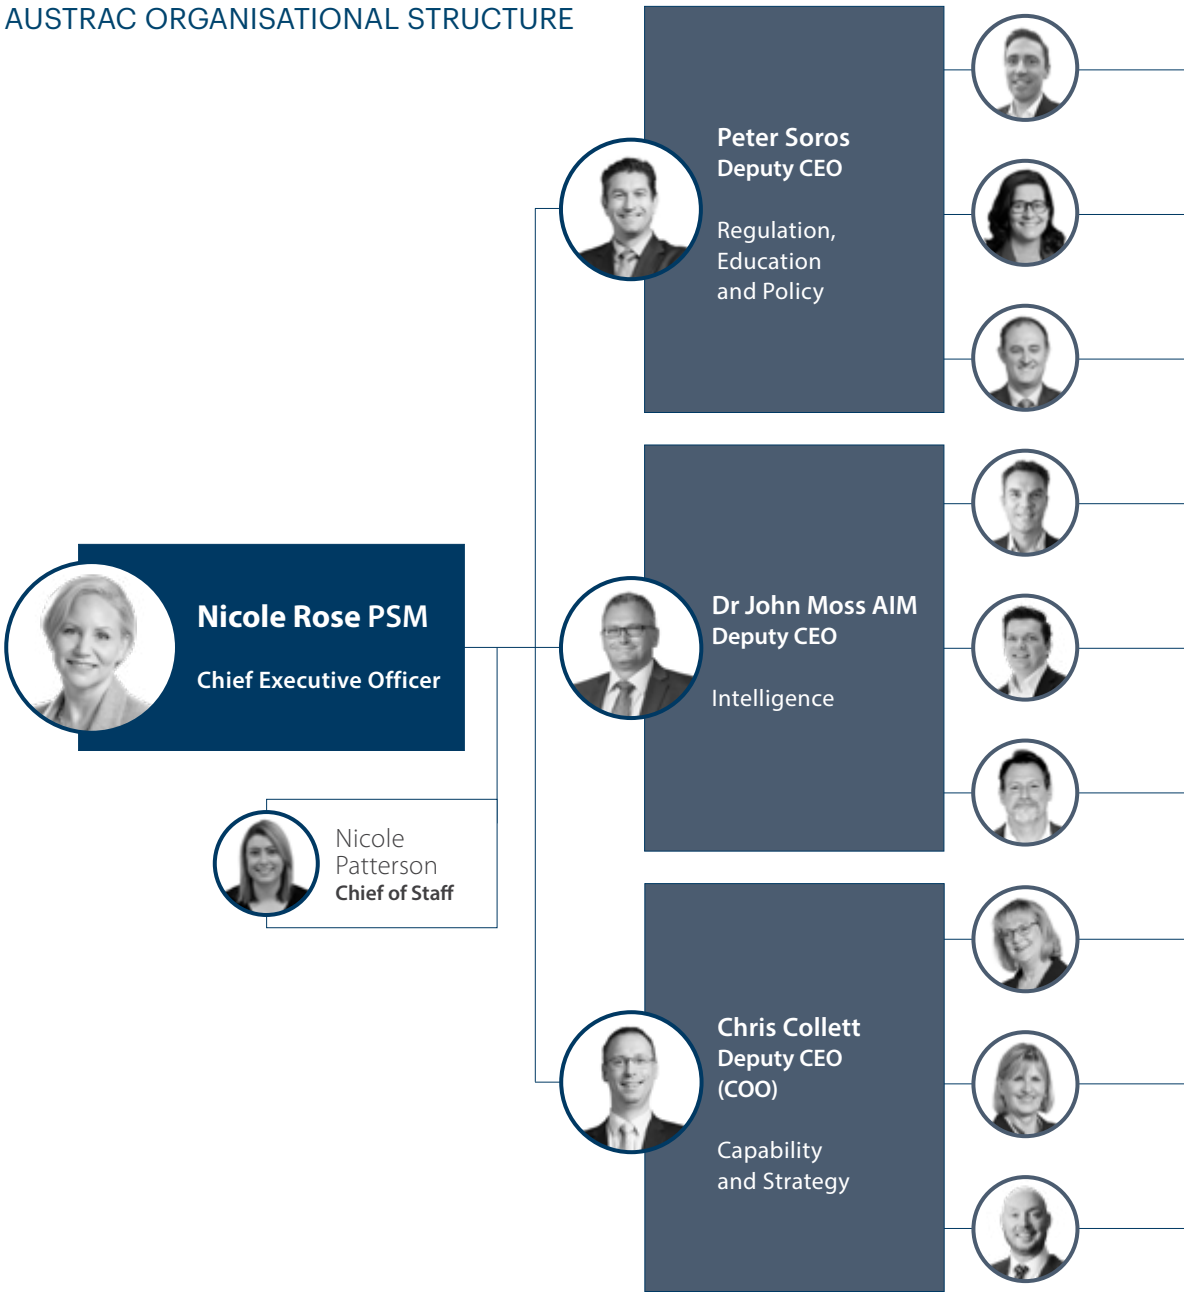 AUSTRAC ORGANISATIONAL STRUCTURE
Peter Soros
Deputy CEO
Regulation,
Education
and Policy
Nicole Rose PSM
Chief Executive Officer
Nicole
Patterson
Chief of Staff
Dr John Moss AIM
Deputy CEO
Intelligence
Chris Collett
Deputy CEO
(COO)
Capability
and Strategy